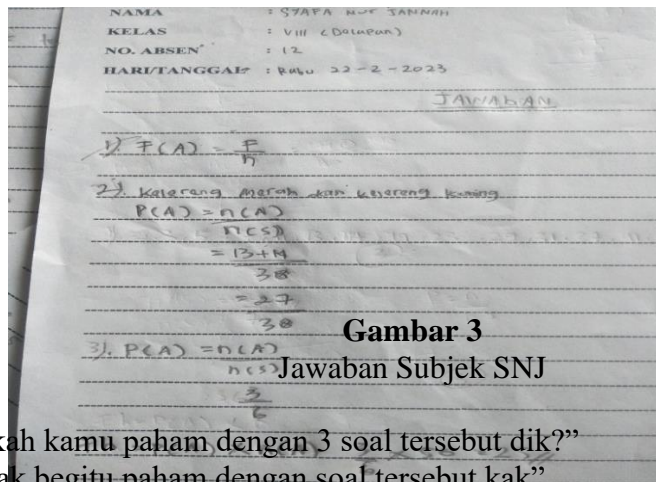 NAMA : STAFA NUR JANNAH
KELAS : VIII (Delapan)
NO. ABSEN : 12
HARI/TANGGAL : Rabu 22-2-2023
JAWABAN
1) F(A) = F
n
2). Kelereng Merah dan kelereng kuning
P(A) = n(A)
n(S)
= 13+14
38
= 27
38
Gambar 3
3). P(A) = n(A)
n(S)
Jawaban Subjek SNJ
3
6
kah kamu paham dengan 3 soal tersebut dik?”
ak begitu paham dengan soal tersebut kak”